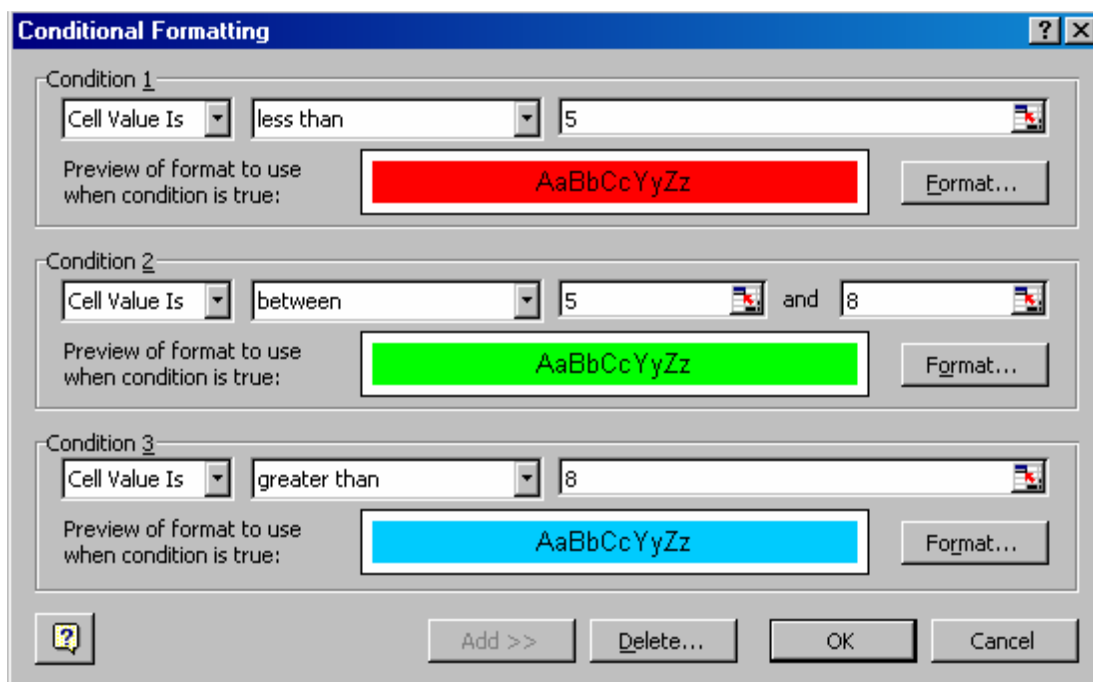 Conditional Formatting
Condition 1
Cell Value Is less than 5
Preview of format to use
when condition is true:
AaBbCcYyZz
Format...
Condition 2
Cell Value Is between 5 and 8
Preview of format to use
when condition is true:
AaBbCcYyZz
Format...
Condition 3
Cell Value Is greater than 8
Preview of format to use
when condition is true:
AaBbCcYyZz
Format...
Add >> Delete... OK Cancel